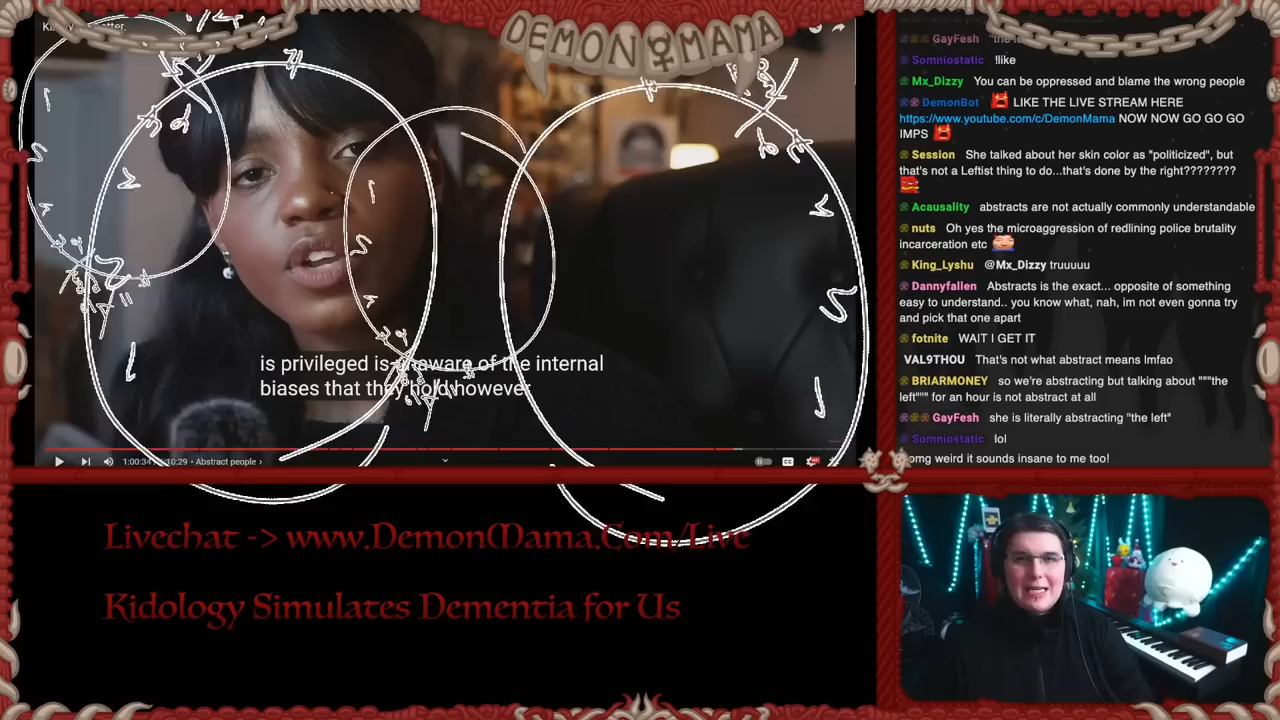 DEMON MAMA
is privileged is unaware of the internal
biases that they hold however
1:00:34 / 1:10:29 • Abstract people ›
Livechat -> www.DemonMama.Com/Live
Kidology Simulates Dementia for Us
GayFesh
Somniostatic !like
Mx_Dizzy You can be oppressed and blame the wrong people
DemonBot LIKE THE LIVE STREAM HERE
https://www.youtube.com/c/DemonMama NOW NOW GO GO GO
IMPS
Session She talked about her skin color as "politicized", but
that's not a Leftist thing to do...that's done by the right????????
Acausality abstracts are not actually commonly understandable
nuts Oh yes the microaggression of redlining police brutality
incarceration etc
King_Lyshu @Mx_Dizzy truuuuu
Dannyfallen Abstracts is the exact... opposite of something
easy to understand.. you know what, nah, im not even gonna try
and pick that one apart
fotnite WAIT I GET IT
VAL9THOU That's not what abstract means lmfao
BRIARMONEY so we're abstracting but talking about """the
left"""" for an hour is not abstract at all
GayFesh she is literally abstracting "the left"
Somniostatic lol
omg weird it sounds insane to me too!